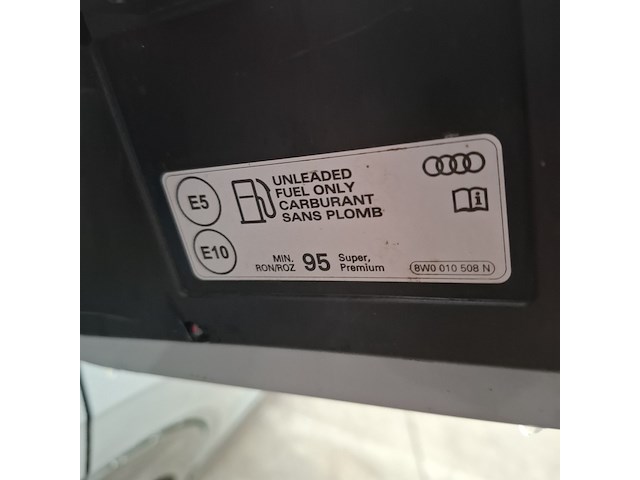 E5
E10
UNLEADED
FUEL ONLY
CARBURANT
SANS PLOMB
MIN.
RON/ROZ
95
Super,
Premium
8W0 010 508 N